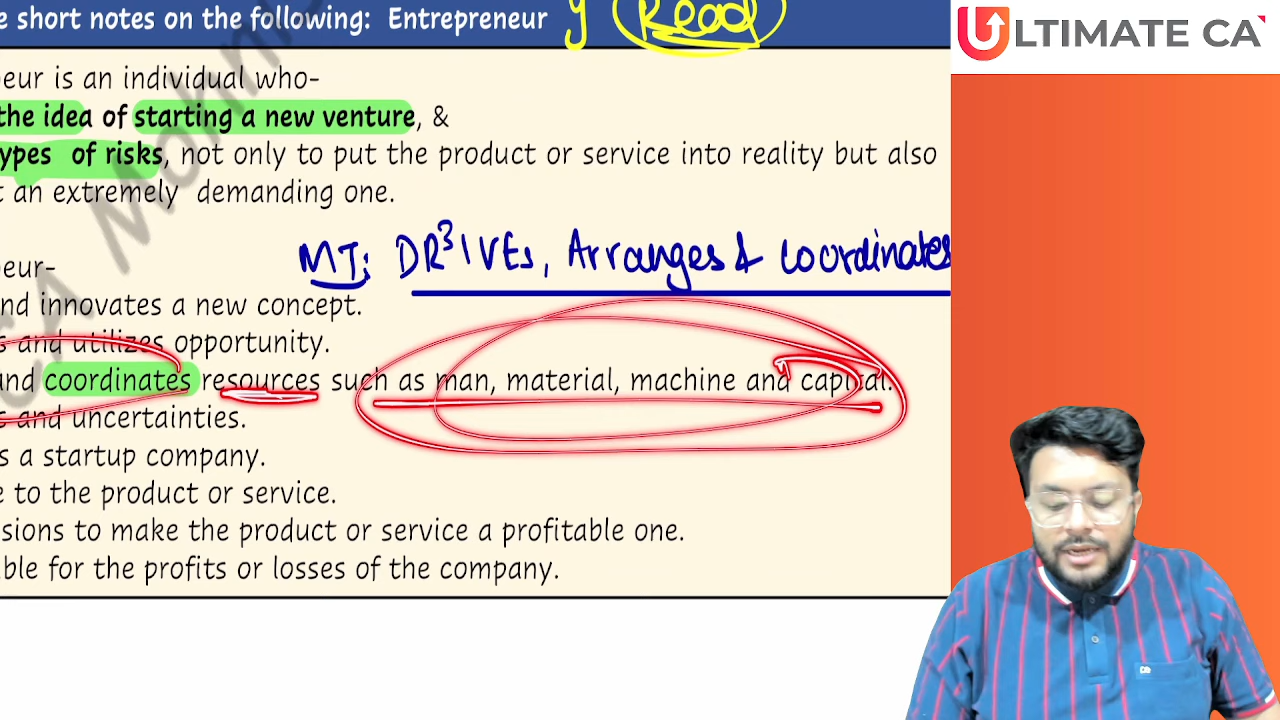 e short notes on the following: Entrepreneur y Read
ULTIMATE CA
eur is an individual who-
the idea of starting a new venture, &
ypes of risks, not only to put the product or service into reality but also
t an extremely demanding one.
MT: DR³IVEs, Arranges & Coordinates
eur-
nd innovates a new concept.
s and utilizes opportunity.
and coordinates resources such as man, material, machine and capital.
s and uncertainties.
s a startup company.
e to the product or service.
sions to make the product or service a profitable one.
ble for the profits or losses of the company.
CA Mohni